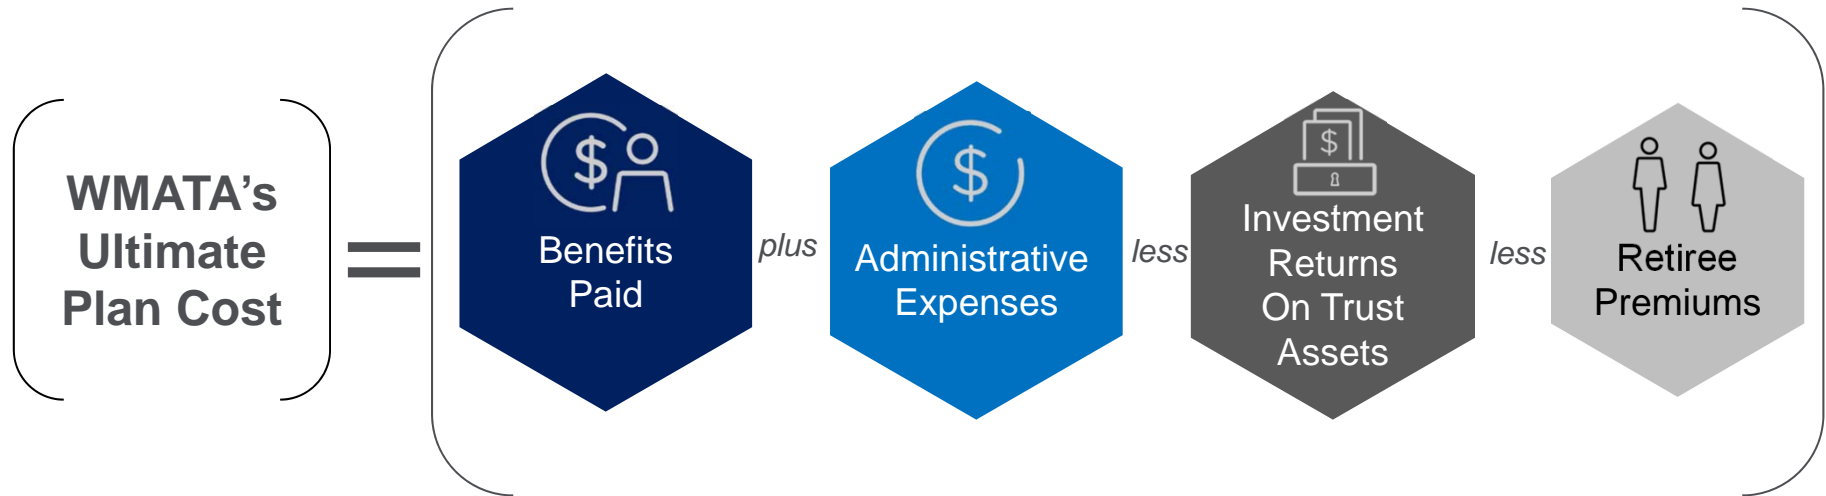 WMATA’s
Ultimate
Plan Cost
=
$
Benefits
Paid
plus
$
Administrative
Expenses
less
$
Investment
Returns
On Trust
Assets
less
Retiree
Premiums